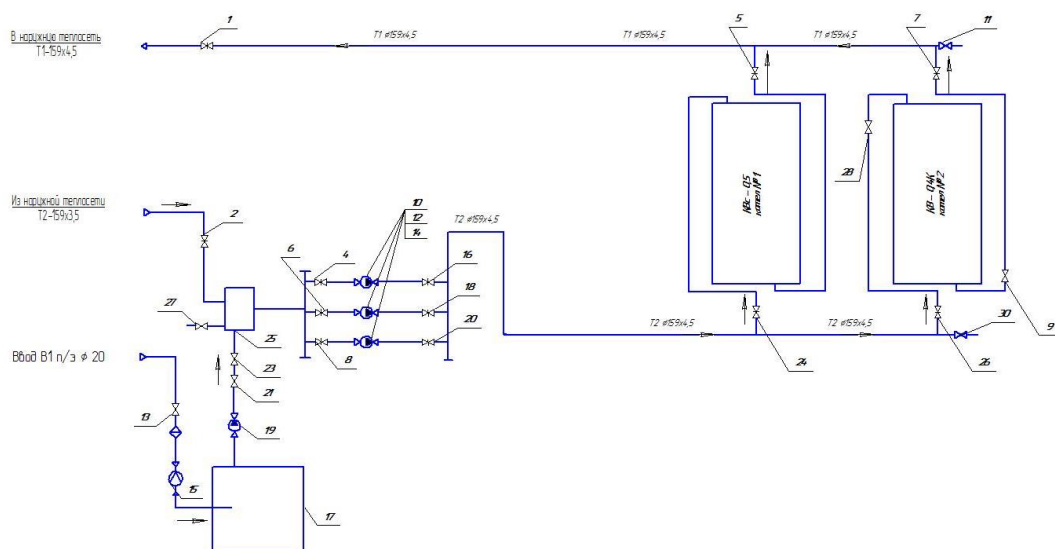 В наружную теплосеть
Т1-159х4,5
1
Т1 ø159х4,5
Т1 ø159х4,5
5
Т1 ø159х4,5
7
11
Из наружной теплосети
Т2-159х3,5
2
6
4
10
12
14
Т2 ø159х4,5
16
18
20
8
27
25
23
21
Ввод В1 п/э ø 20
13
19
15
17
КВс-0,5
котел №1
28
КВ-0,4К
котел №2
9
Т2 ø159х4,5
24
Т2 ø159х4,5
26
30